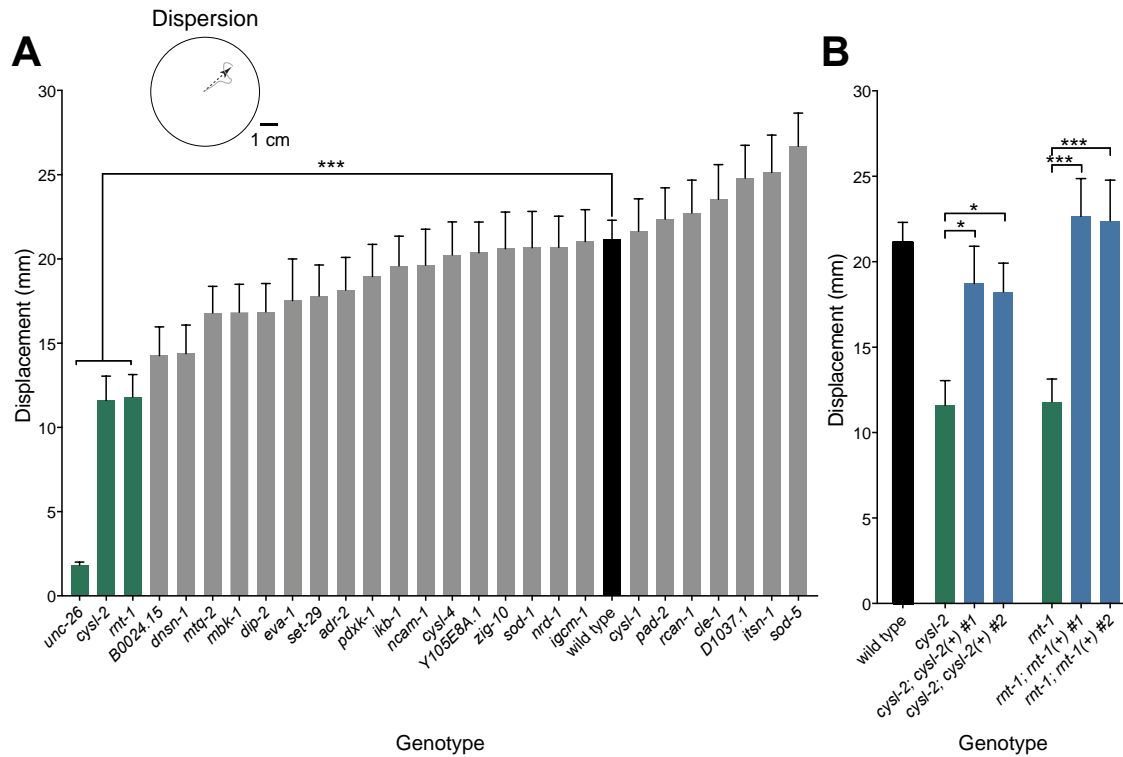 Dispersion
A
B
1 cm
***
Displacement (mm)
30
25
20
15
10
5
0
unc-26
cysl-2
rnt-1
B0024.15
dnsn-1
mtq-2
mbk-1
dip-2
eva-1
set-29
adr-2
pdxk-1
ikb-1
ncam-1
cysl-4
Y105E8A.1
zig-10
sod-1
nrd-1
igcm-1
wild type
cysl-1
pad-2
rcan-1
cle-1
D1037.1
itsn-1
sod-5
Genotype
Displacement (mm)
30
25
20
15
10
5
0
*
*
***
***
wild type
cysl-2
cysl-2; cysl-2(+) #1
cysl-2; cysl-2(+) #2
rnt-1
rnt-1; rnt-1(+) #1
rnt-1; rnt-1(+) #2
Genotype